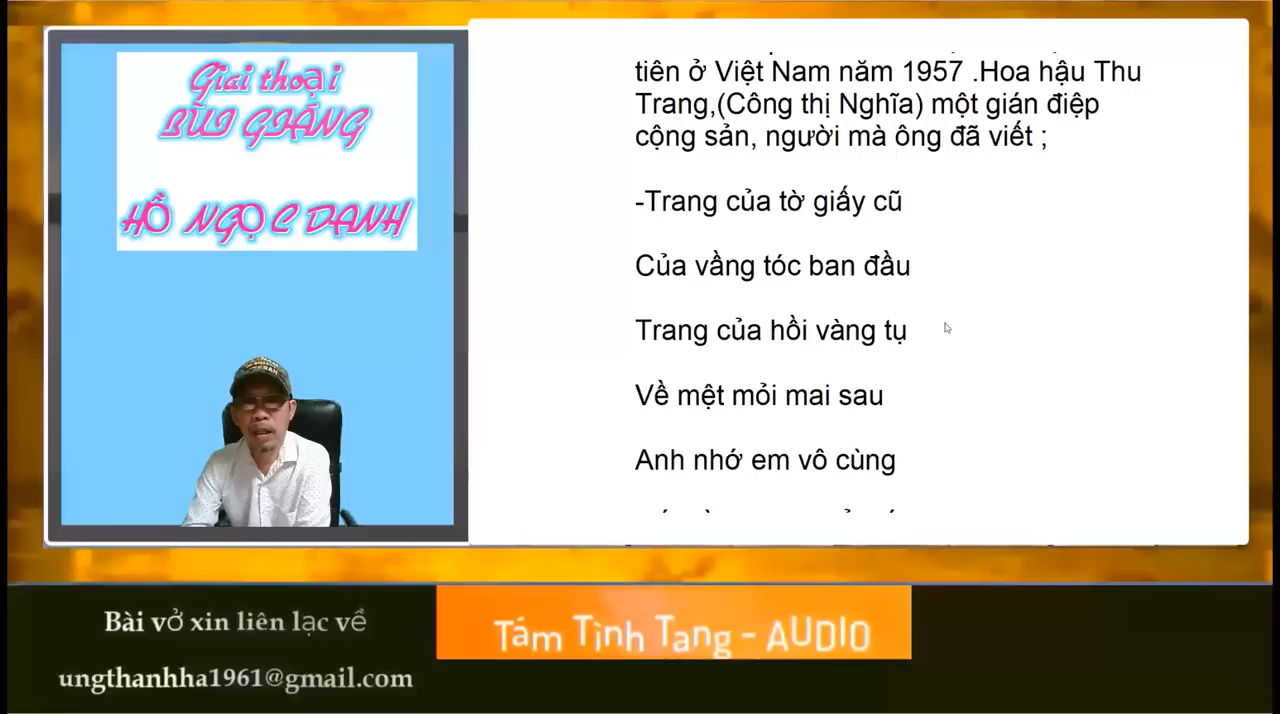 Giai thoại
BÙI GIÁNG
HỒ NGỌC DANH
tiên ở Việt Nam năm 1957 .Hoa hậu Thu
Trang,(Công thị Nghĩa) một gián điệp
cộng sản, người mà ông đã viết ;
-Trang của tờ giấy cũ
Của vầng tóc ban đầu
Trang của hồi vàng tụ
Về mệt mỏi mai sau
Anh nhớ em vô cùng
Bài vở xin liên lạc về
ungthanhha1961@gmail.com
Tám Tình Tang - AUDIO